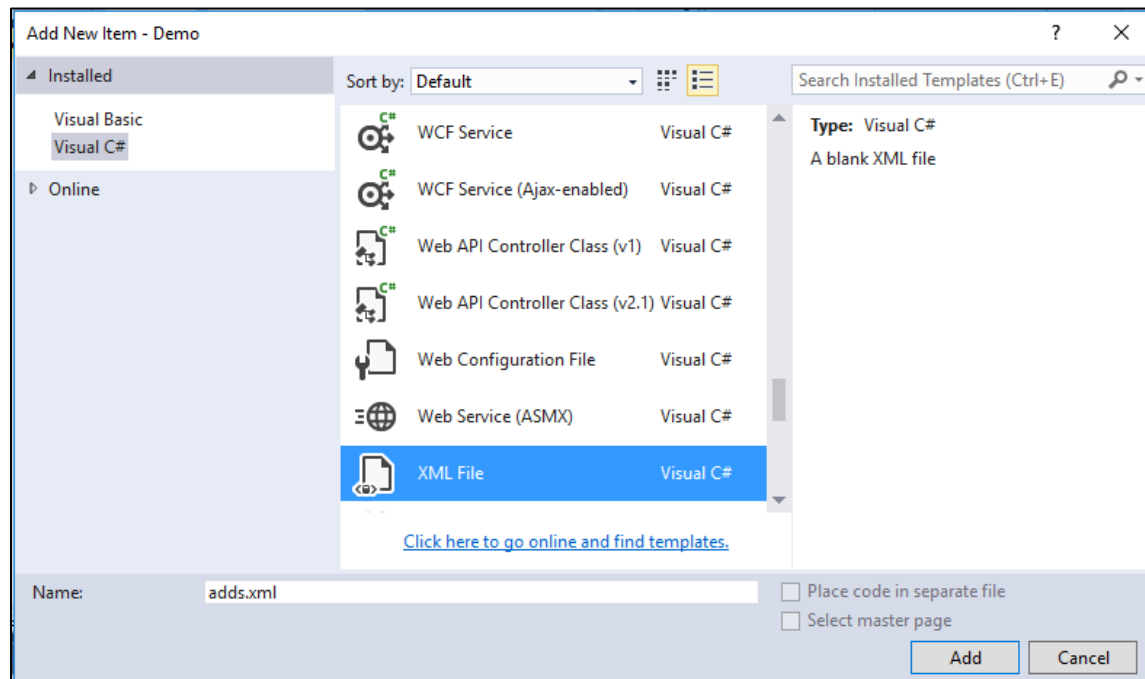 Add New Item - Demo
?
Installed
Visual Basic
Visual C#
Online
Sort by: Default
Search Installed Templates (Ctrl+E)
C#
WCF Service Visual C#
C#
WCF Service (Ajax-enabled) Visual C#
C#
Web API Controller Class (v1) Visual C#
C#
Web API Controller Class (v2.1) Visual C#
Web Configuration File Visual C#
Web Service (ASMX) Visual C#
XML File Visual C#
Click here to go online and find templates.
Type: Visual C#
A blank XML file
Name: adds.xml
Place code in separate file
Select master page
Add Cancel